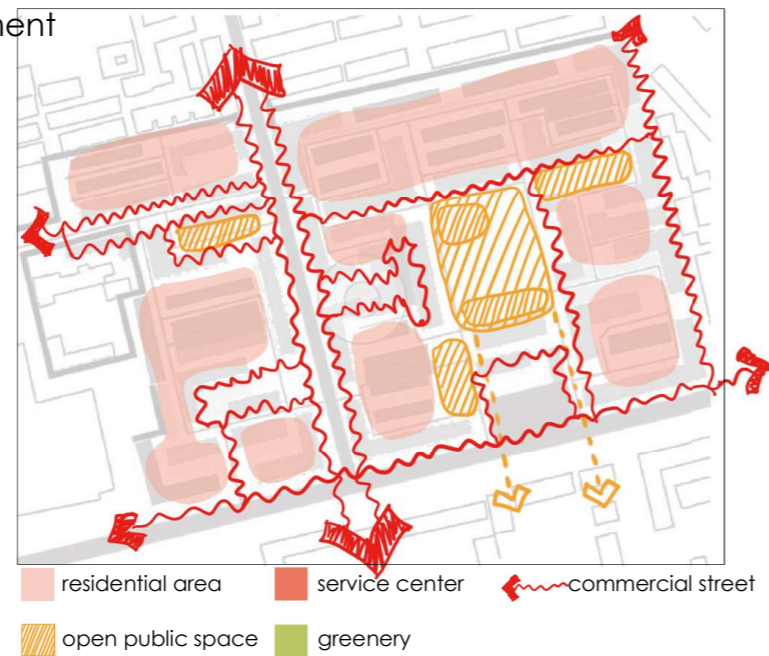 ment
residential area
service center
commercial street
open public space
greenery